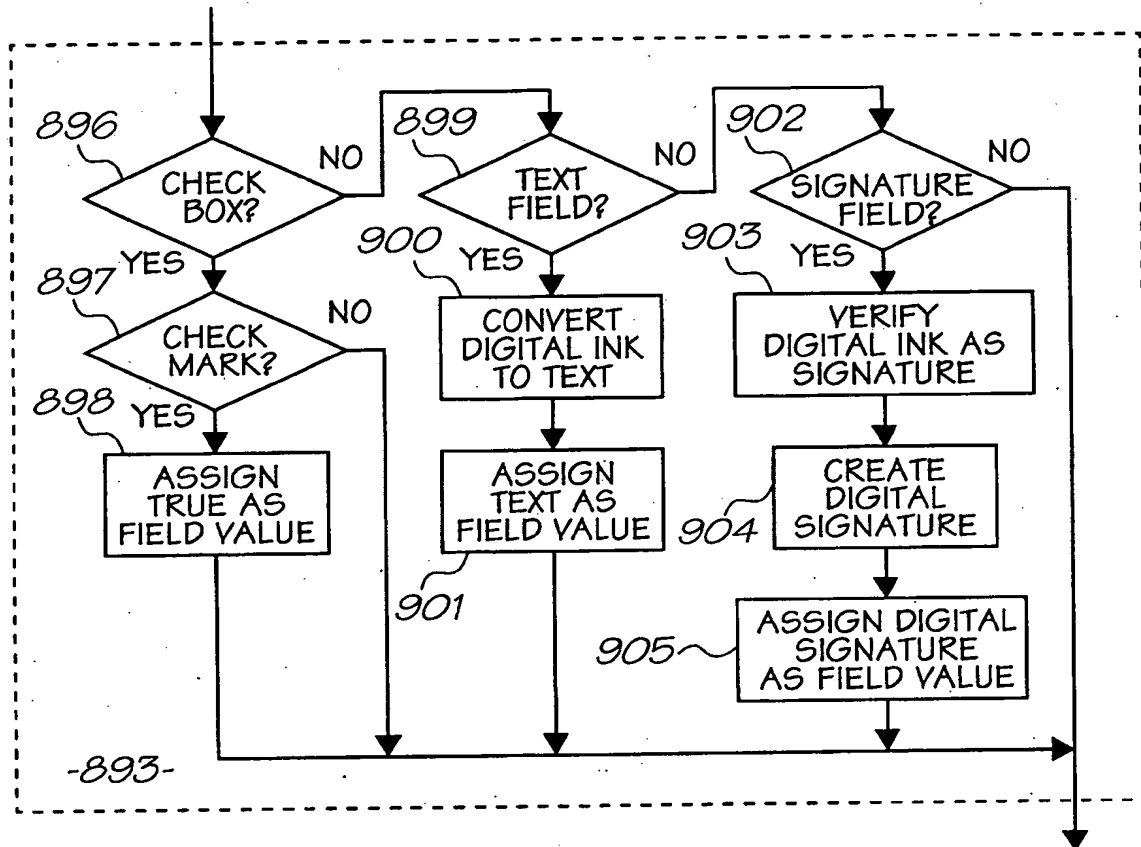 896
CHECK
BOX?
NO
YES
897
CHECK
MARK?
NO
YES
898
ASSIGN
TRUE AS
FIELD VALUE
899
TEXT
FIELD?
NO
YES
900
CONVERT
DIGITAL INK
TO TEXT
ASSIGN
TEXT AS
FIELD VALUE
901
902
SIGNATURE
FIELD?
NO
YES
903
VERIFY
DIGITAL INK AS
SIGNATURE
CREATE
DIGITAL
SIGNATURE
904
ASSIGN DIGITAL
SIGNATURE
AS FIELD VALUE
905
-893-